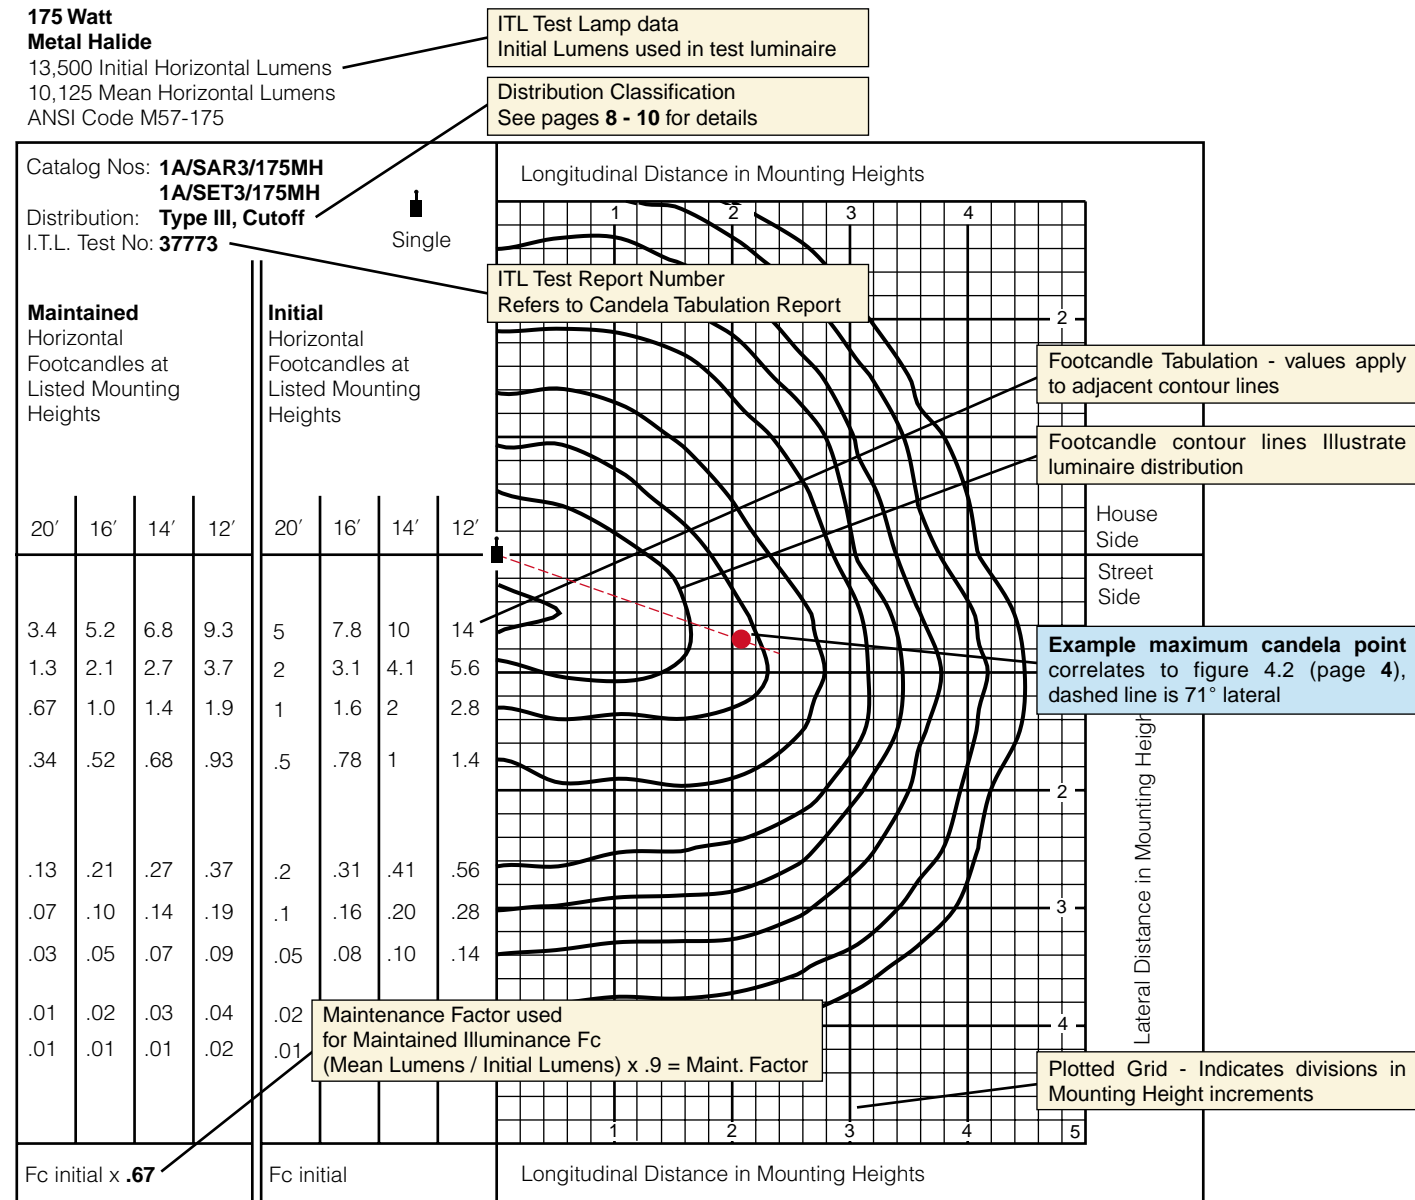 175 Watt
Metal Halide
13,500 Initial Horizontal Lumens
10,125 Mean Horizontal Lumens
ANSI Code M57-175
ITL Test Lamp data
Initial Lumens used in test luminaire
Distribution Classification
See pages 8 - 10 for details
Catalog Nos: 1A/SAR3/175MH
1A/SET3/175MH
Distribution: Type III, Cutoff
I.T.L. Test No: 37773
Single
Longitudinal Distance in Mounting Heights
1 2 3 4
ITL Test Report Number
Refers to Candela Tabulation Report
Maintained
Horizontal
Footcandles at
Listed Mounting
Heights
Initial
Horizontal
Footcandles at
Listed Mounting
Heights
2
Footcandle Tabulation - values apply
to adjacent contour lines
Footcandle contour lines Illustrate
luminaire distribution
House
Side
Street
Side
20′ 16′ 14′ 12′ 20′ 16′ 14′ 12′
3.4 5.2 6.8 9.3 5 7.8 10 14
1.3 2.1 2.7 3.7 2 3.1 4.1 5.6
.67 1.0 1.4 1.9 1 1.6 2 2.8
.34 .52 .68 .93 .5 .78 1 1.4
.13 .21 .27 .37 .2 .31 .41 .56
.07 .10 .14 .19 .1 .16 .20 .28
.03 .05 .07 .09 .05 .08 .10 .14
.01 .02 .03 .04 .02
.01 .01 .01 .02 .01
Example maximum candela point
correlates to figure 4.2 (page 4),
dashed line is 71° lateral
2
3
4
Lateral Distance in Mounting Heigh
Maintenance Factor used
for Maintained Illuminance Fc
(Mean Lumens / Initial Lumens) x .9 = Maint. Factor
Plotted Grid - Indicates divisions in
Mounting Height increments
1 2 3 4 5
Fc initial x .67
Fc initial
Longitudinal Distance in Mounting Heights